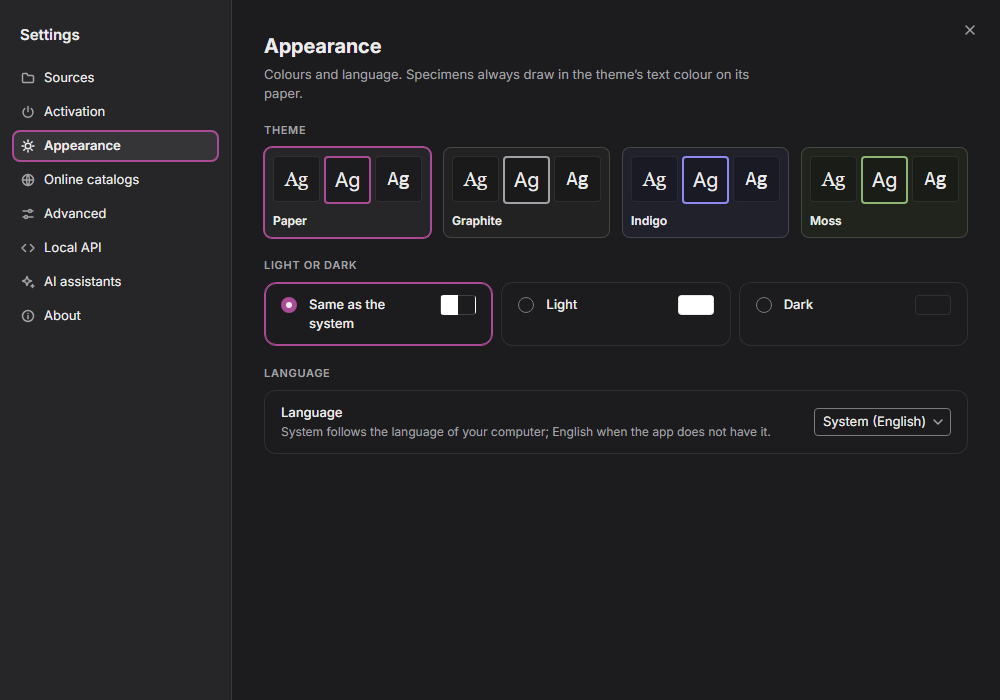 Settings
Sources
Activation
Appearance
Online catalogs
Advanced
Local API
AI assistants
About
Appearance
Colours and language. Specimens always draw in the theme’s text colour on its
paper.
THEME
Ag Ag Ag
Paper
Ag Ag Ag
Graphite
Ag Ag Ag
Indigo
Ag Ag Ag
Moss
LIGHT OR DARK
Same as the
system
Light
Dark
LANGUAGE
Language
System follows the language of your computer; English when the app does not have it.
System (English)